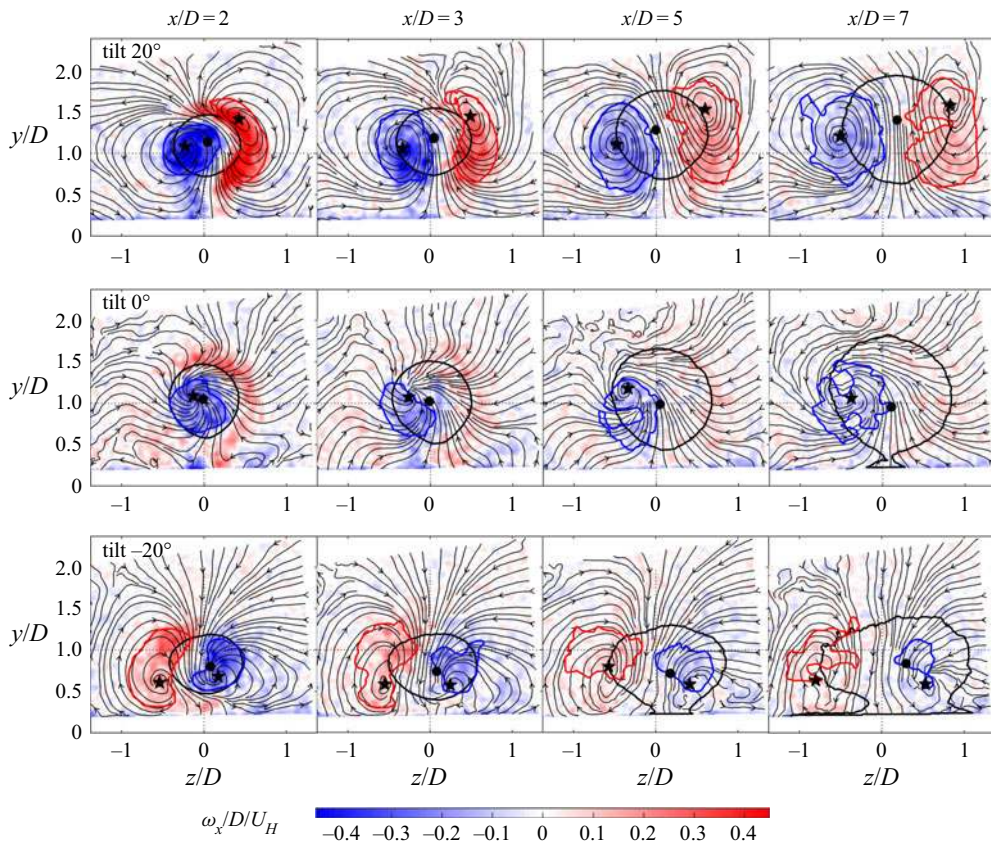 x/D = 2 x/D = 3 x/D = 5 x/D = 7
tilt 20°
2.0
1.5
y/D
1.0
0.5
0
–1 0 1 –1 0 1 –1 0 1 –1 0 1
tilt 0°
2.0
1.5
y/D
1.0
0.5
0
–1 0 1 –1 0 1 –1 0 1 –1 0 1
tilt –20°
2.0
1.5
y/D
1.0
0.5
0
–1 0 1 –1 0 1 –1 0 1 –1 0 1
z/D z/D z/D z/D
ωx/D/UH
–0.4 –0.3 –0.2 –0.1 0 0.1 0.2 0.3 0.4